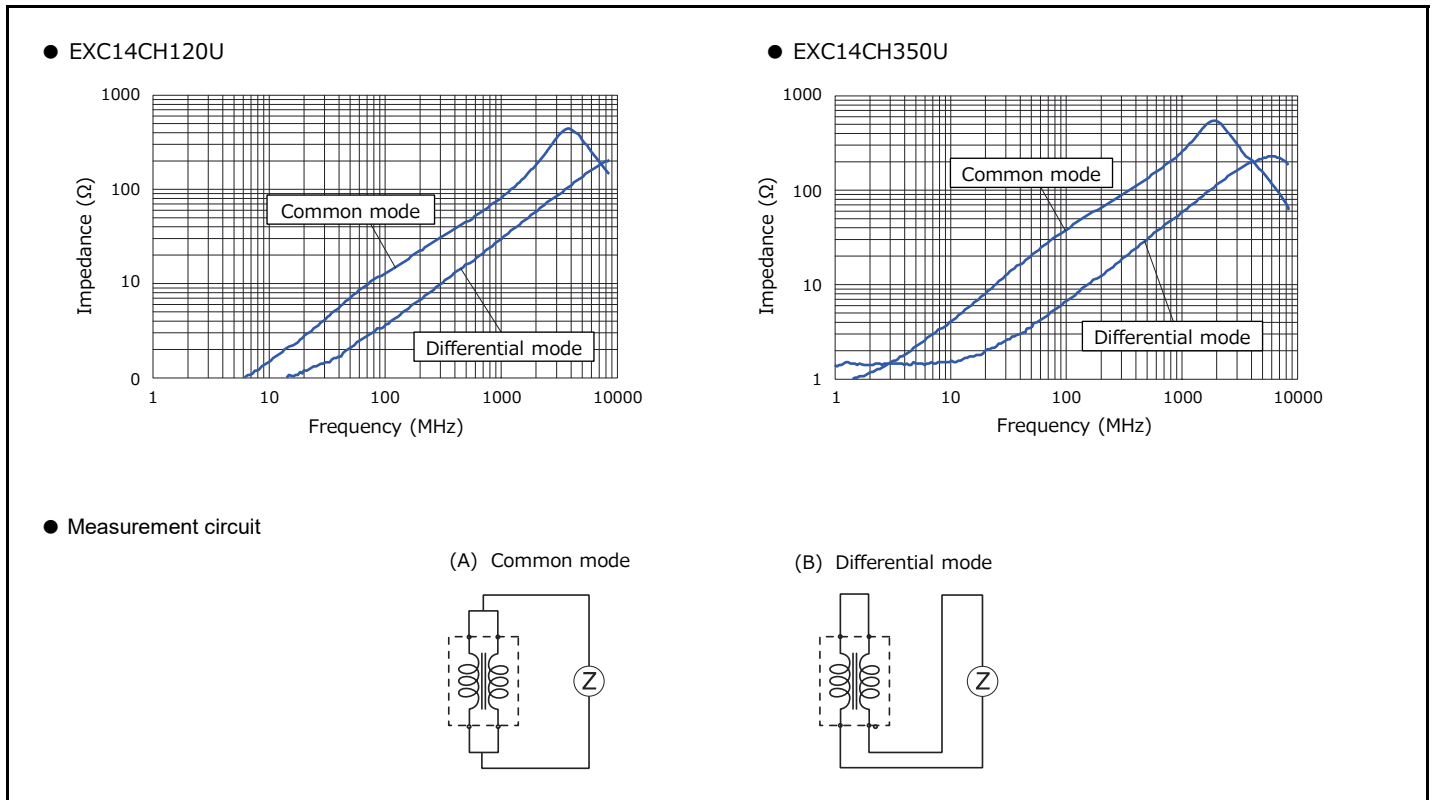 ● EXC14CH120U
1000
100
10
0
Impedance (Ω)
Common mode
Differential mode
1 10 100 1000 10000
Frequency (MHz)
● EXC14CH350U
1000
100
10
1
Impedance (Ω)
Common mode
Differential mode
1 10 100 1000 10000
Frequency (MHz)
● Measurement circuit
(A) Common mode
Z
(B) Differential mode
Z